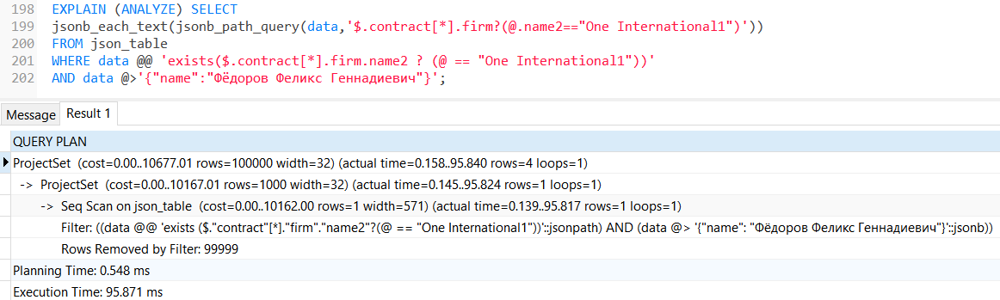 198 EXPLAIN (ANALYZE) SELECT
199 jsonb_each_text(jsonb_path_query(data,'$.contract[*].firm?(@.name2=="One International1")'))
200 FROM json_table
201 WHERE data @@ 'exists($.contract[*].firm.name2 ? (@ == "One International1"))'
202 AND data @>'{"name":"Фёдоров Феликс Геннадиевич"}';
Message Result 1
QUERY PLAN
ProjectSet (cost=0.00..10677.01 rows=100000 width=32) (actual time=0.158..95.840 rows=4 loops=1)
-> ProjectSet (cost=0.00..10167.01 rows=1000 width=32) (actual time=0.145..95.824 rows=1 loops=1)
-> Seq Scan on json_table (cost=0.00..10162.00 rows=1 width=571) (actual time=0.139..95.817 rows=1 loops=1)
Filter: ((data @@ 'exists ($."contract"[*]."firm"."name2"?(@ == "One International1"))'::jsonpath) AND (data @> '{"name": "Фёдоров Феликс Геннадиевич"}'::jsonb))
Rows Removed by Filter: 99999
Planning Time: 0.548 ms
Execution Time: 95.871 ms